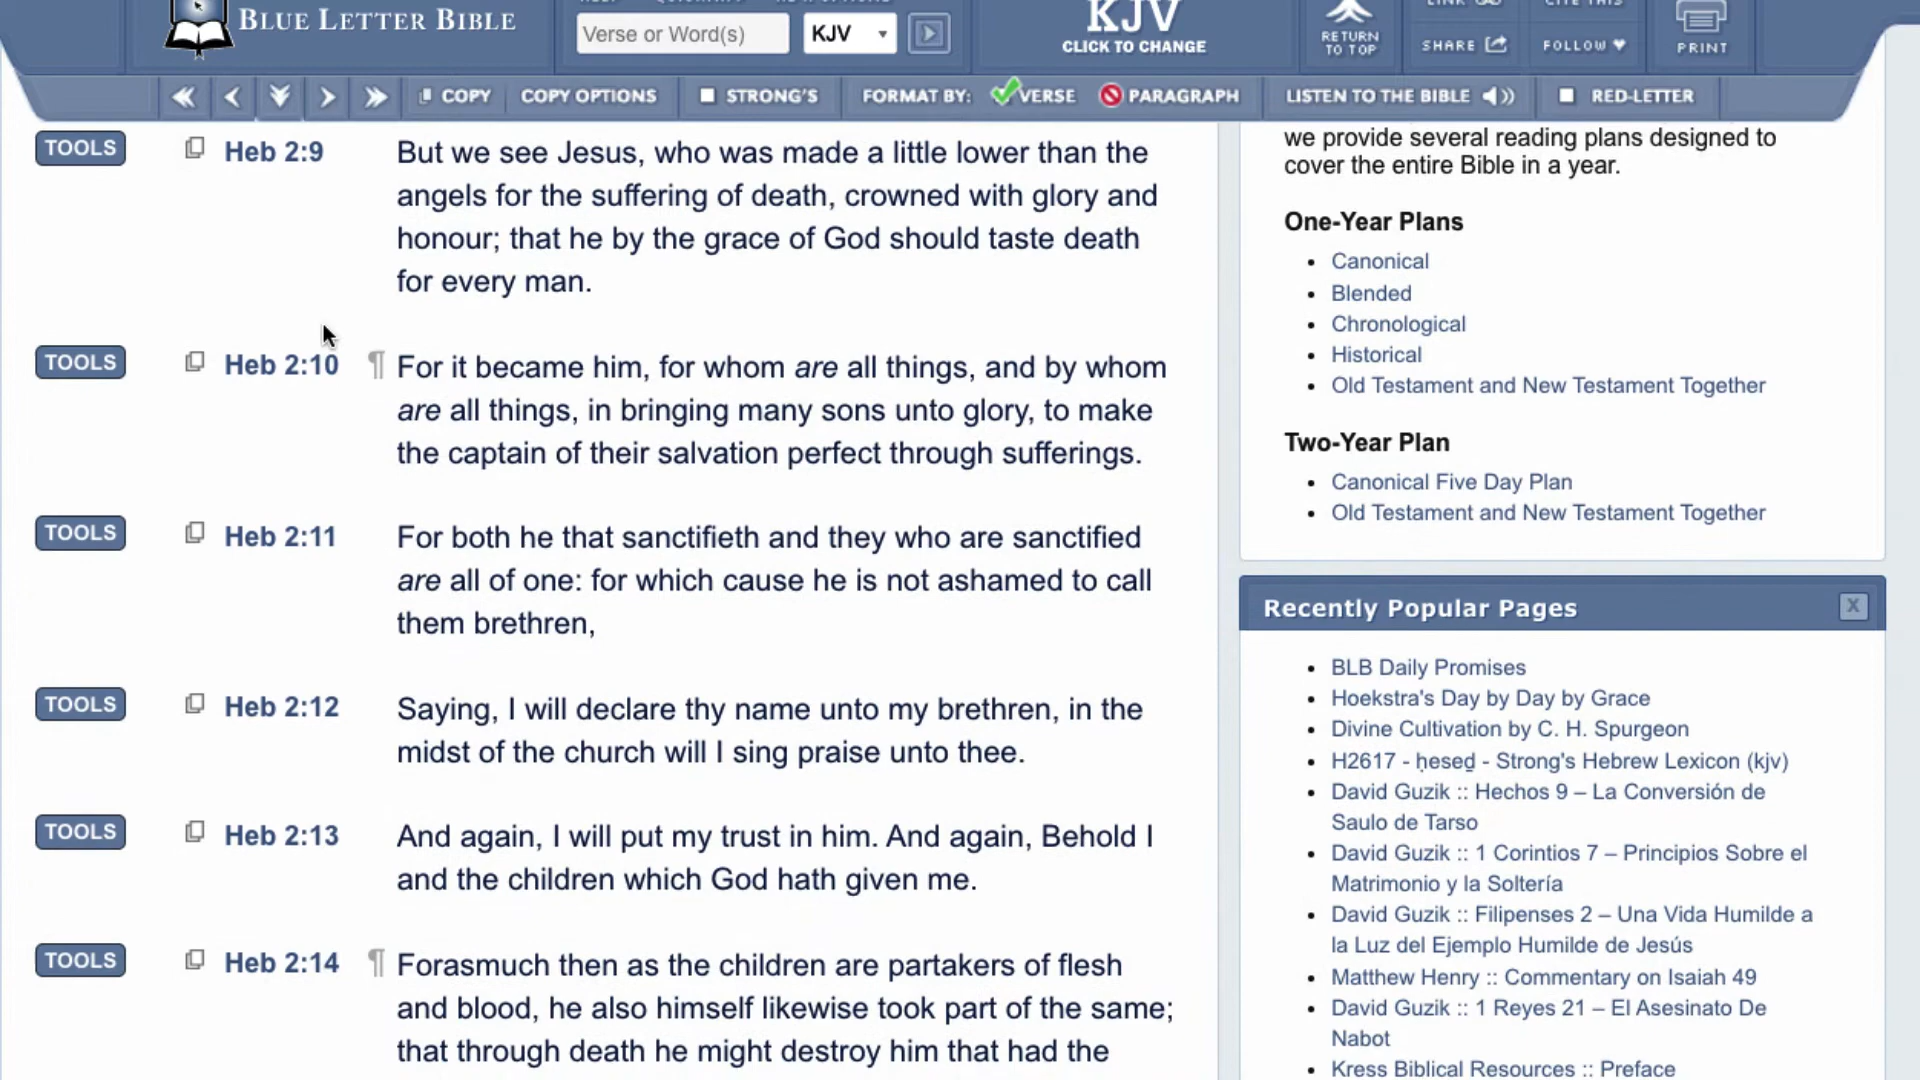 BLUE LETTER BIBLE
Verse or Word(s)
KJV
KJV
CLICK TO CHANGE
RETURN
TO TOP
LINK
CITE THIS
SHARE
FOLLOW
PRINT
COPY
COPY OPTIONS
STRONG'S
FORMAT BY:
VERSE
PARAGRAPH
LISTEN TO THE BIBLE
RED-LETTER
TOOLS
Heb 2:9
But we see Jesus, who was made a little lower than the
angels for the suffering of death, crowned with glory and
honour; that he by the grace of God should taste death
for every man.
TOOLS
Heb 2:10
¶ For it became him, for whom are all things, and by whom
are all things, in bringing many sons unto glory, to make
the captain of their salvation perfect through sufferings.
TOOLS
Heb 2:11
For both he that sanctifieth and they who are sanctified
are all of one: for which cause he is not ashamed to call
them brethren,
TOOLS
Heb 2:12
Saying, I will declare thy name unto my brethren, in the
midst of the church will I sing praise unto thee.
TOOLS
Heb 2:13
And again, I will put my trust in him. And again, Behold I
and the children which God hath given me.
TOOLS
Heb 2:14
¶ Forasmuch then as the children are partakers of flesh
and blood, he also himself likewise took part of the same;
that through death he might destroy him that had the
we provide several reading plans designed to
cover the entire Bible in a year.
One-Year Plans
• Canonical
• Blended
• Chronological
• Historical
• Old Testament and New Testament Together
Two-Year Plan
• Canonical Five Day Plan
• Old Testament and New Testament Together
Recently Popular Pages
X
• BLB Daily Promises
• Hoekstra's Day by Day by Grace
• Divine Cultivation by C. H. Spurgeon
• H2617 - ḥeseḏ - Strong's Hebrew Lexicon (kjv)
• David Guzik :: Hechos 9 – La Conversión de
Saulo de Tarso
• David Guzik :: 1 Corintios 7 – Principios Sobre el
Matrimonio y la Soltería
• David Guzik :: Filipenses 2 – Una Vida Humilde a
la Luz del Ejemplo Humilde de Jesús
• Matthew Henry :: Commentary on Isaiah 49
• David Guzik :: 1 Reyes 21 – El Asesinato De
Nabot
• Kress Biblical Resources :: Preface